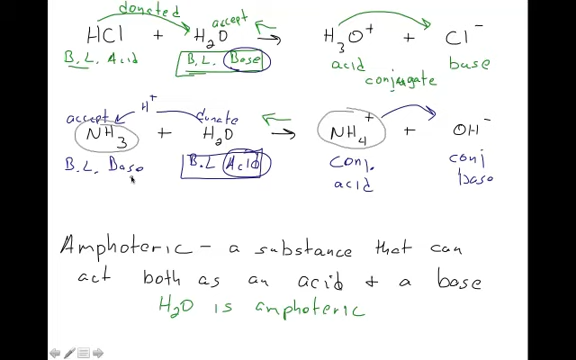 donated
accept
HCl + H₂O → H₃O⁺ + Cl⁻
B.L. Acid B.L. Base acid conjugate base
accept H⁺ donate
NH₃ + H₂O → NH₄⁺ + OH⁻
B.L. Base B.L Acid conj. acid conj base
Amphoteric - a substance that can
act both as an acid + a base
H₂O is amphoteric